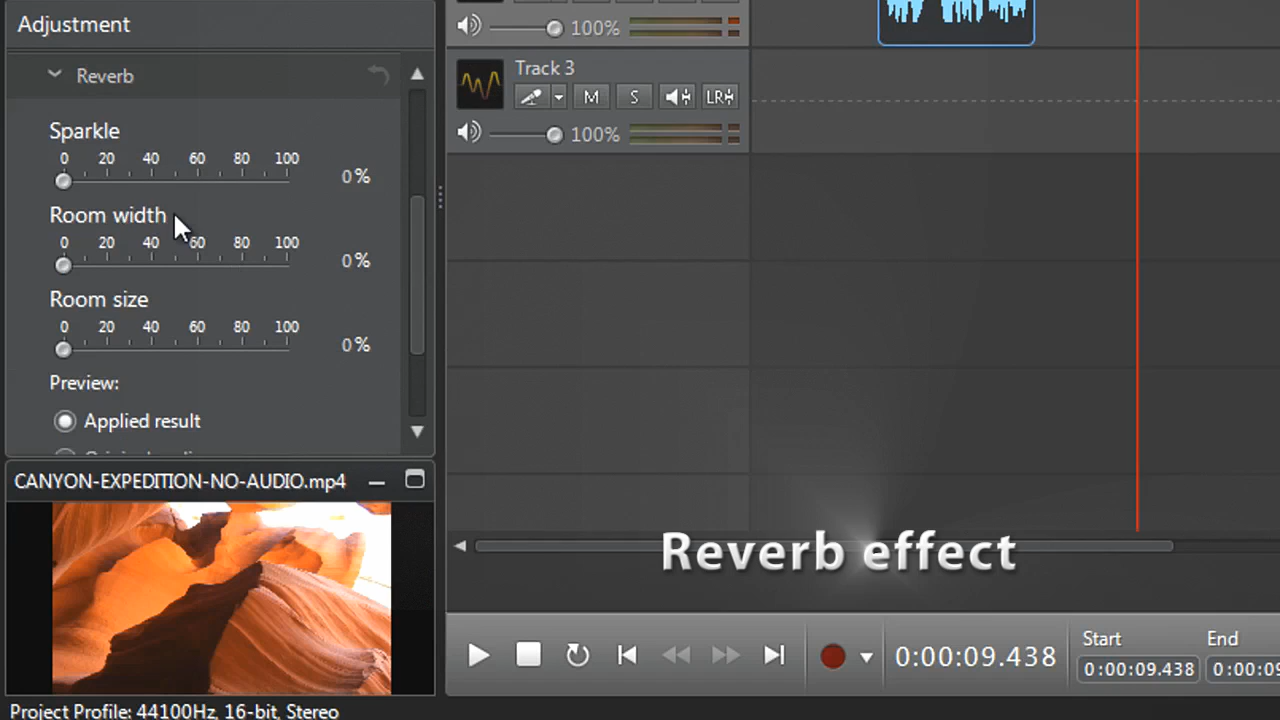 Adjustment
Reverb
Sparkle
0 20 40 60 80 100
0%
Room width
0 20 40 60 80 100
0%
Room size
0 20 40 60 80 100
0%
Preview:
Applied result
CANYON-EXPEDITION-NO-AUDIO.mp4
Project Profile: 44100Hz, 16-bit, Stereo
100%
Track 3
M S LR
100%
Reverb effect
0:00:09.438
Start
0:00:09.438
End
0:00:09